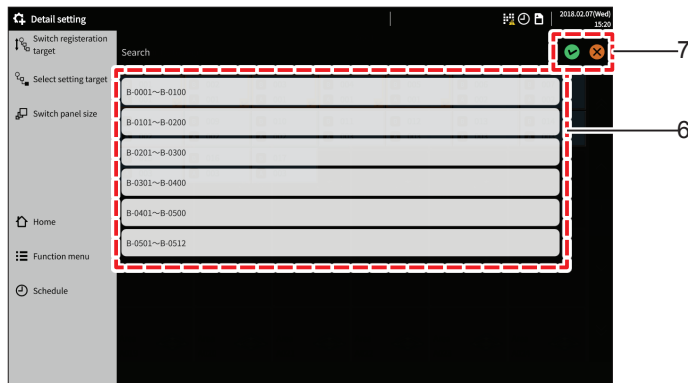 Detail setting
2018.02.07(Wed)
15:20
Switch registeration
target
Search
7
Select setting target
B-0001～B-0100
Switch panel size
B-0101～B-0200
6
B-0201～B-0300
B-0301～B-0400
B-0401～B-0500
Home
B-0501～B-0512
Function menu
Schedule